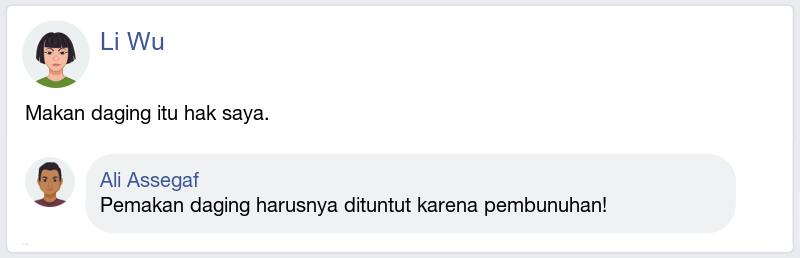 Li Wu
Makan daging itu hak saya.
Ali Assegaf
Pemakan daging harusnya dituntut karena pembunuhan!